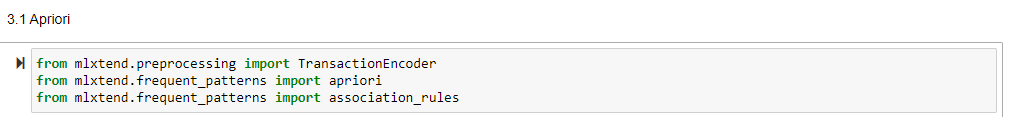 3.1 Apriori
from mlxtend.preprocessing import TransactionEncoder
from mlxtend.frequent_patterns import apriori
from mlxtend.frequent_patterns import association_rules